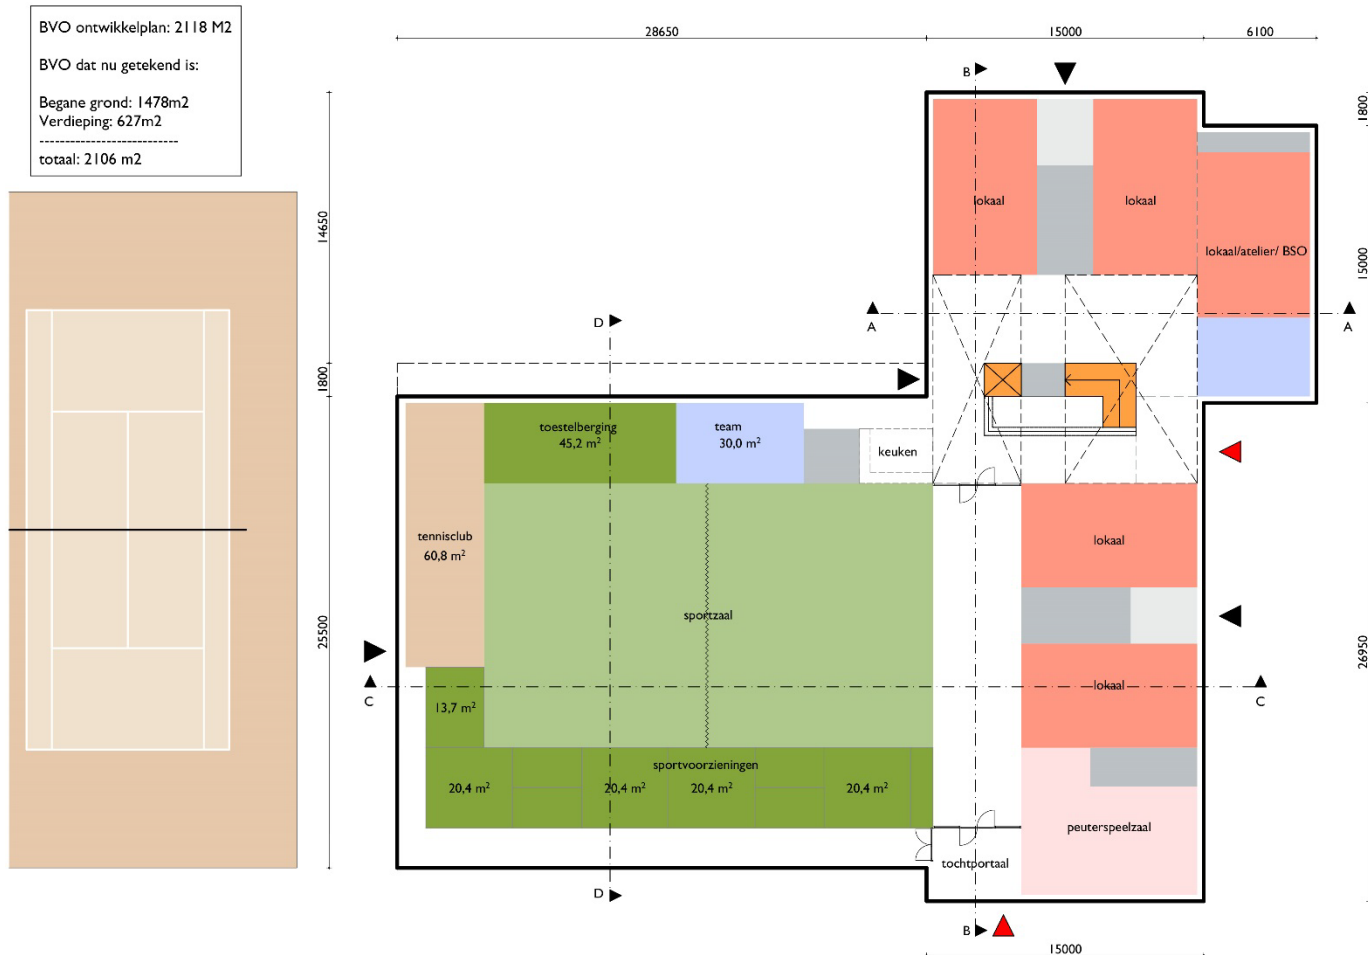 BVO ontwikkelplan: 2118 M2
BVO dat nu getekend is:
Begane grond: 1478m2
Verdieping: 627m2
---------------------------
totaal: 2106 m2
28650
15000
6100
B
1800
14650
lokaal
lokaal
lokaal/atelier/ BSO
15000
A
A
D
1800
toestelberging
45,2 m²
team
30,0 m²
keuken
tennisclub
60,8 m²
lokaal
sportzaal
25500
26950
lokaal
C
C
13,7 m²
sportvoorzieningen
20,4 m²
20,4 m²
20,4 m²
20,4 m²
peuterspeelzaal
tochtportaal
D
B
15000